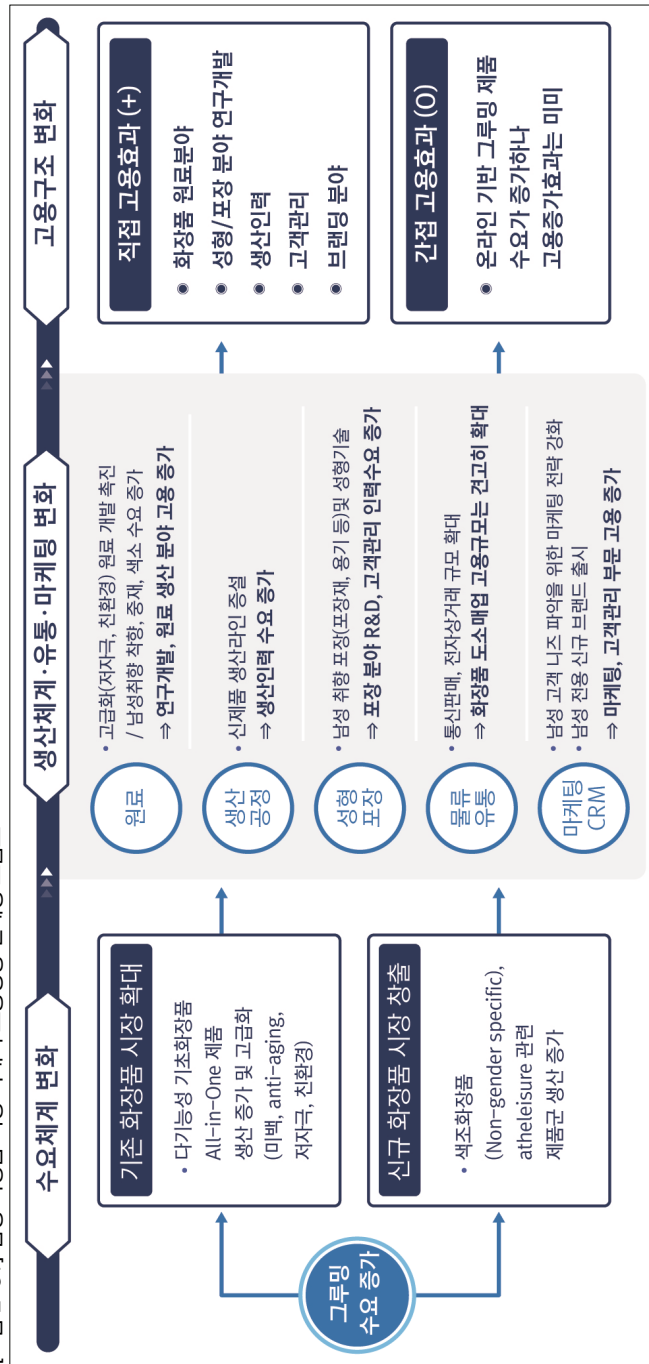 수요체계 변화
생산체계·유통·마케팅 변화
고용구조 변화
그루밍
수요 증가
기존 화장품 시장 확대
• 다기능성 기초화장품
All-in-One 제품
생산 증가 및 고급화
(미백, anti-aging,
저자극, 친환경)
신규 화장품 시장 창출
• 색조화장품
(Non-gender specific),
atheleisure 관련
제품군 생산 증가
원료
• 고급화(저자극, 친환경) 원료 개발 촉진
/ 남성취향 착향, 중재, 색소 수요 증가
⇒ 연구개발, 원료 생산 분야 고용 증가
생산
공정
• 신제품 생산라인 증설
⇒ 생산인력 수요 증가
성형
포장
• 남성 취향 포장(포장재, 용기 등)및 성형기술
⇒ 포장 분야 R&D, 고객관리 인력수요 증가
물류
유통
• 통신판매, 전자상거래 규모 확대
⇒ 화장품 도소매업 고용규모는 견고히 확대
마케팅
CRM
• 남성 고객 니즈 파악을 위한 마케팅 전략 강화
• 남성 전용 신규 브랜드 출시
⇒ 마케팅, 고객관리 부문 고용 증가
직접 고용효과 (+)
◉ 화장품 원료분야
◉ 성형/포장 분야 연구개발
◉ 생산인력
◉ 고객관리
◉ 브랜딩 분야
간접 고용효과 (O)
◉ 온라인 기반 그루밍 제품
수요가 증가하나
고용증가효과는 미미